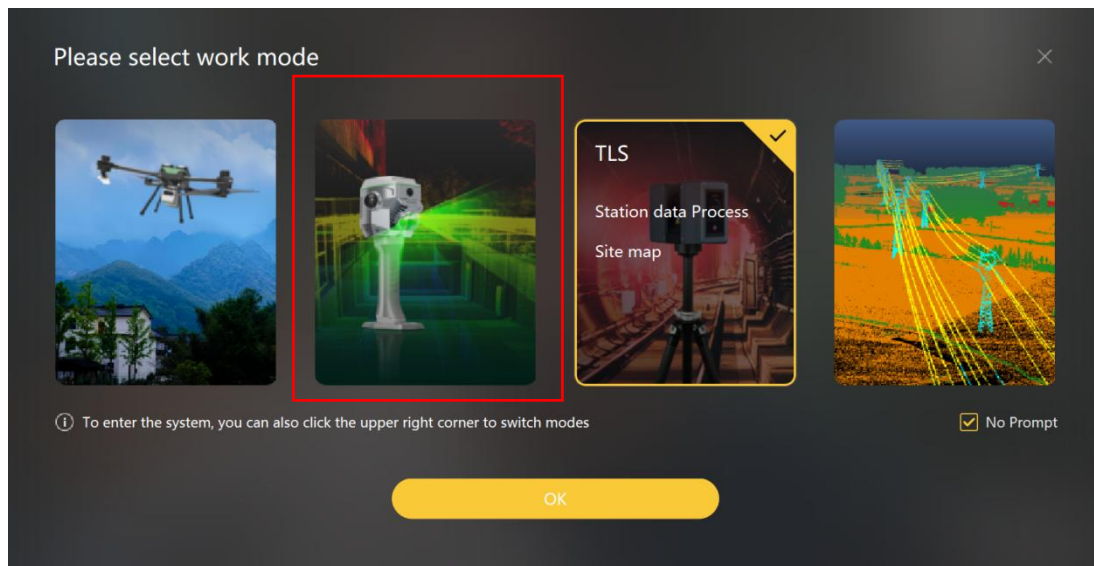 Please select work mode
TLS
Station data Process
Site map
To enter the system, you can also click the upper right corner to switch modes
No Prompt
OK